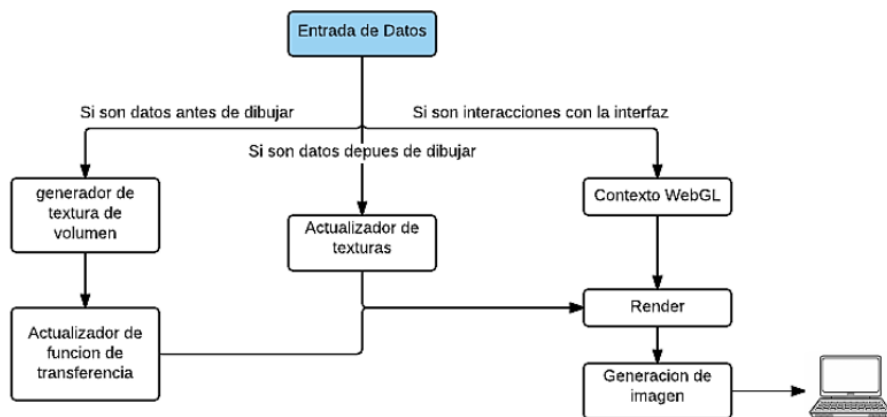 Entrada de Datos
Si son datos antes de dibujar
Si son interacciones con la interfaz
Si son datos depues de dibujar
generador de
textura de
volumen
Contexto WebGL
Actualizador de
texturas
Render
Actualizador de
funcion de
transferencia
Generacion de
imagen